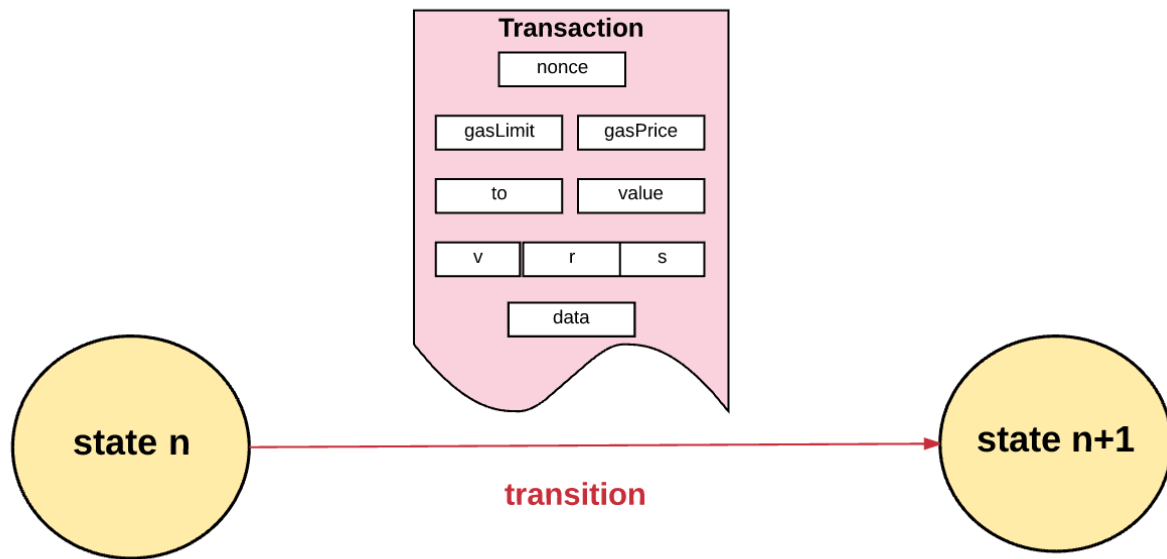 Transaction
nonce
gasLimit gasPrice
to value
v r s
data
state n
state n+1
transition